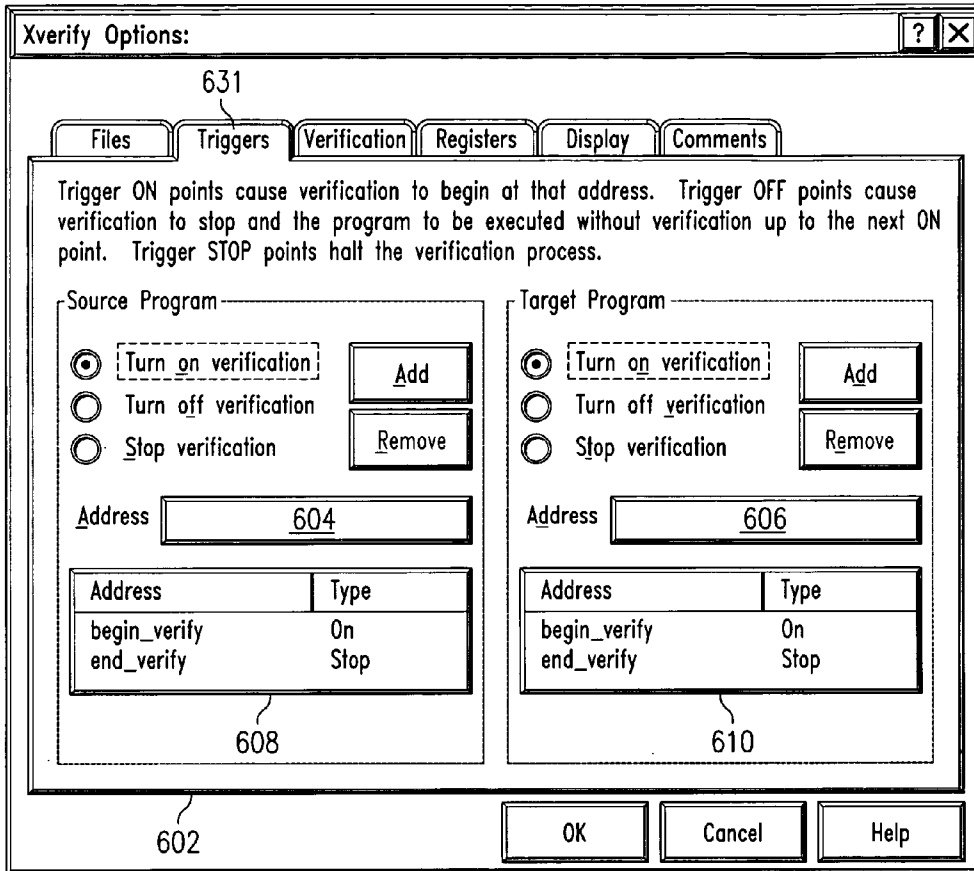 Xverify Options:
?
X
631
Files
Triggers
Verification
Registers
Display
Comments
Trigger ON points cause verification to begin at that address. Trigger OFF points cause
verification to stop and the program to be executed without verification up to the next ON
point. Trigger STOP points halt the verification process.
Source Program
Turn on verification
Turn off verification
Stop verification
Add
Remove
Address
604
Address Type
begin_verify On
end_verify Stop
608
Target Program
Turn on verification
Turn off verification
Stop verification
Add
Remove
Address
606
Address Type
begin_verify On
end_verify Stop
610
602
OK
Cancel
Help